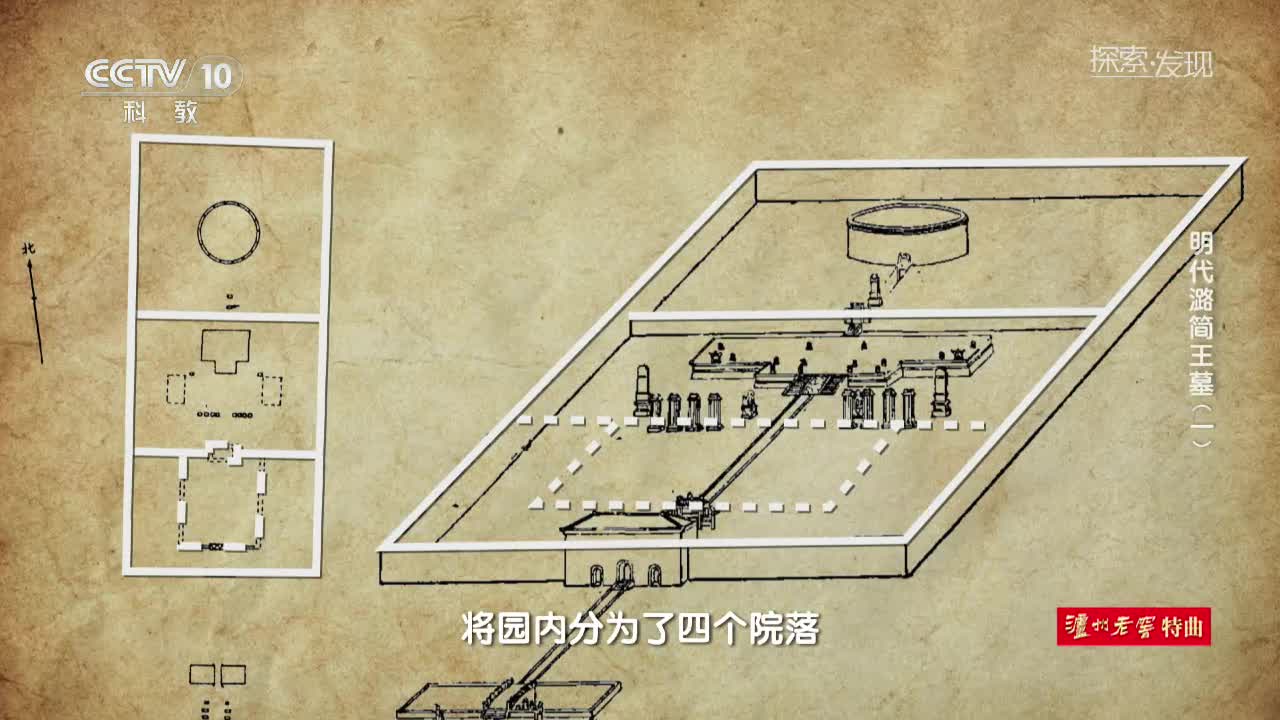 CCTV 10
科 教
探索·发现
北
明代潞简王墓（一）
将园内分为了四个院落
泸州老窖 特曲